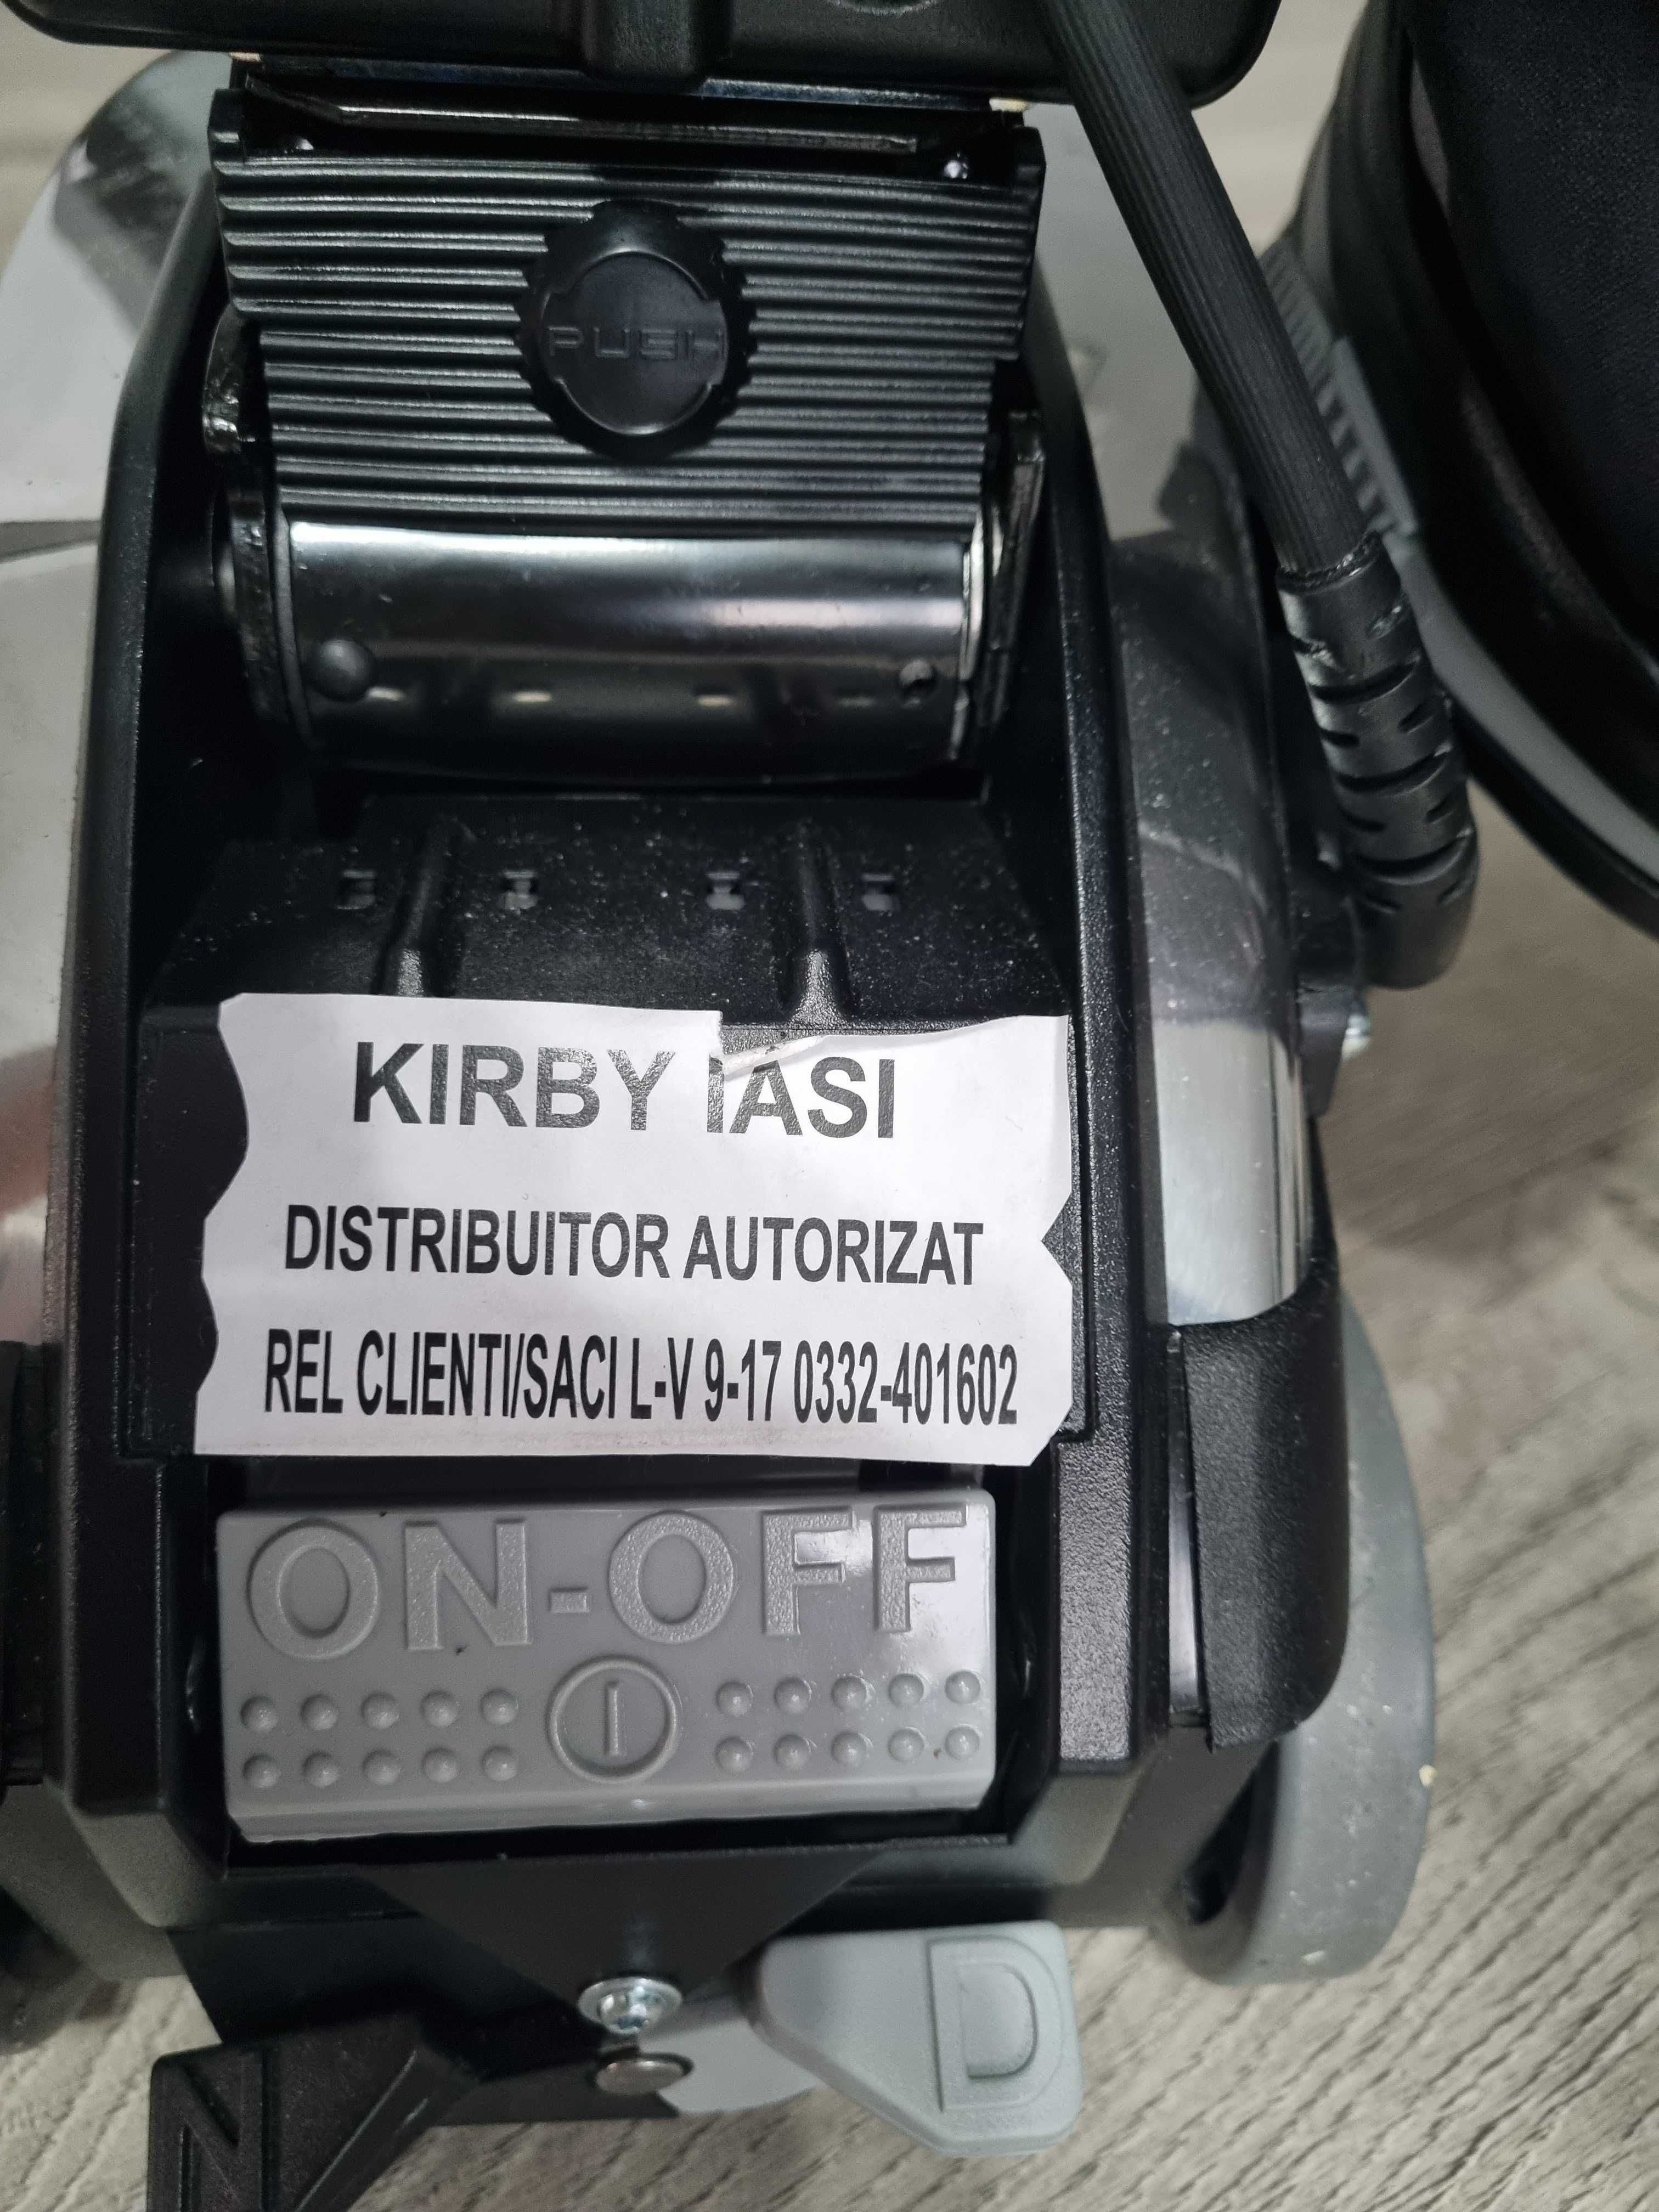 PUSH
KIRBY IASI
DISTRIBUITOR AUTORIZAT
REL CLIENTI/SACI L-V 9-17 0332-401602
ON-OFF
D
N